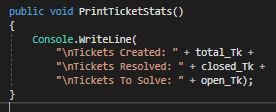 public void PrintTicketStats()
{
    Console.WriteLine(
        "\nTickets Created: " + total_Tk +
        "\nTickets Resolved: " + closed_Tk +
        "\nTickets To Solve: " + open_Tk);
}